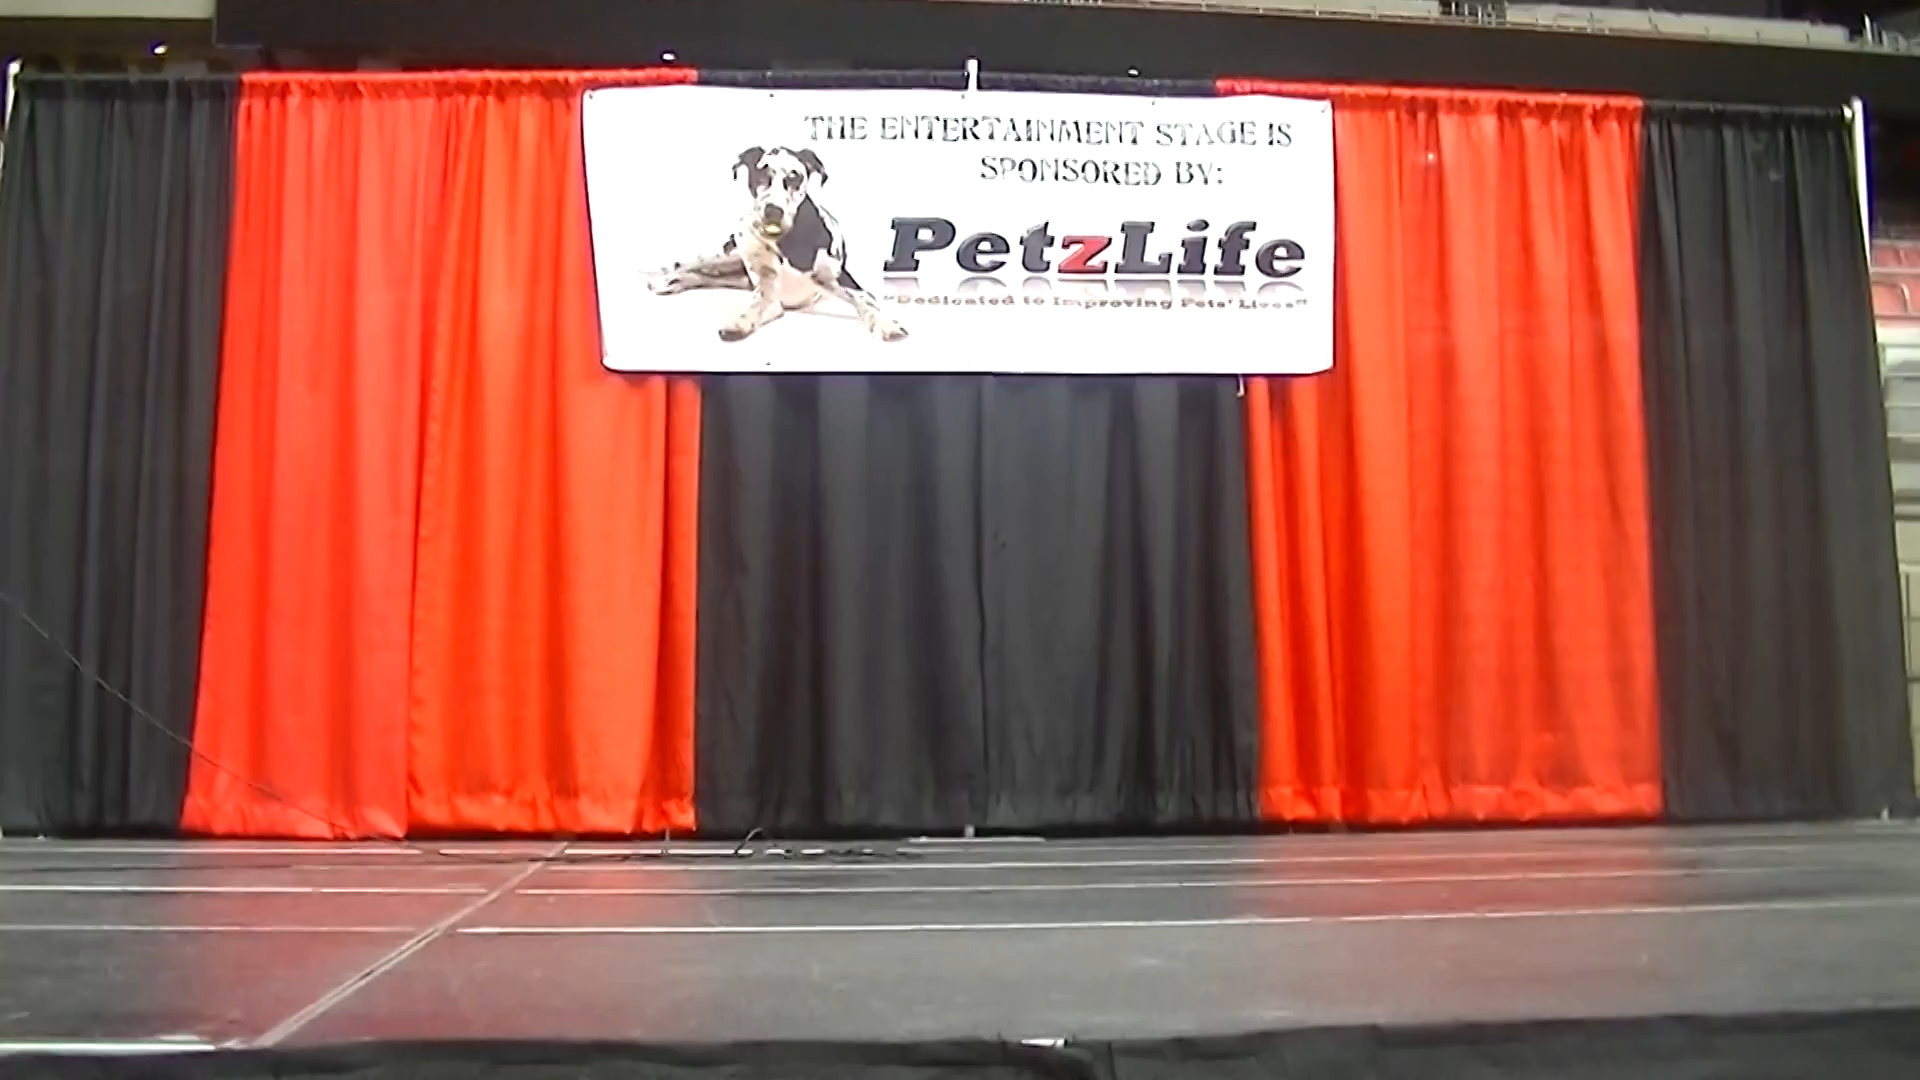 THE ENTERTAINMENT STAGE IS
SPONSORED BY:
PetzLife
"Dedicated to Improving Pets' Lives"